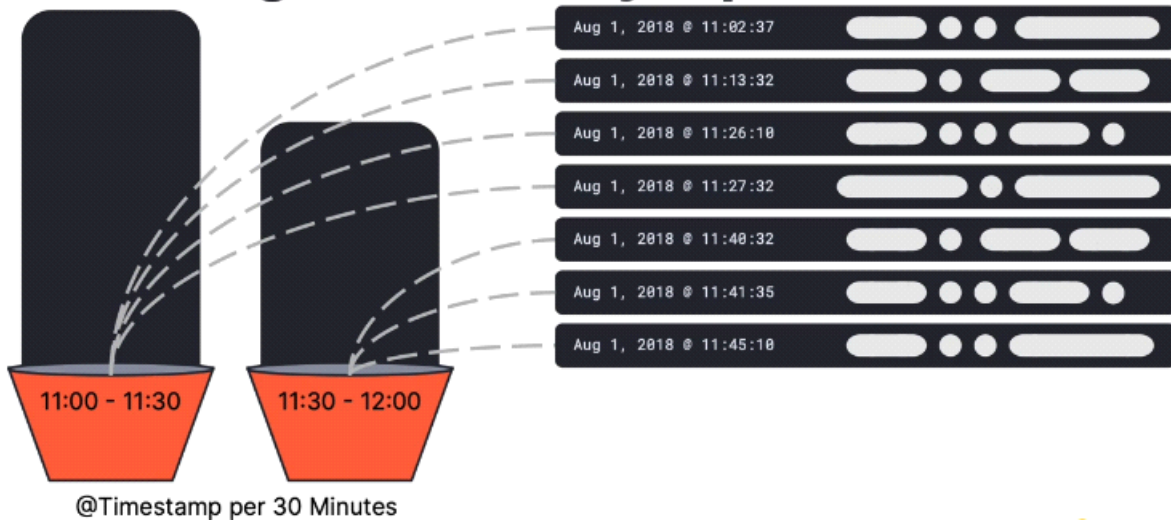 Aug 1, 2018 @ 11:02:37
Aug 1, 2018 @ 11:13:32
Aug 1, 2018 @ 11:26:10
Aug 1, 2018 @ 11:27:32
Aug 1, 2018 @ 11:40:32
Aug 1, 2018 @ 11:41:35
Aug 1, 2018 @ 11:45:10
11:00 - 11:30
11:30 - 12:00
@Timestamp per 30 Minutes